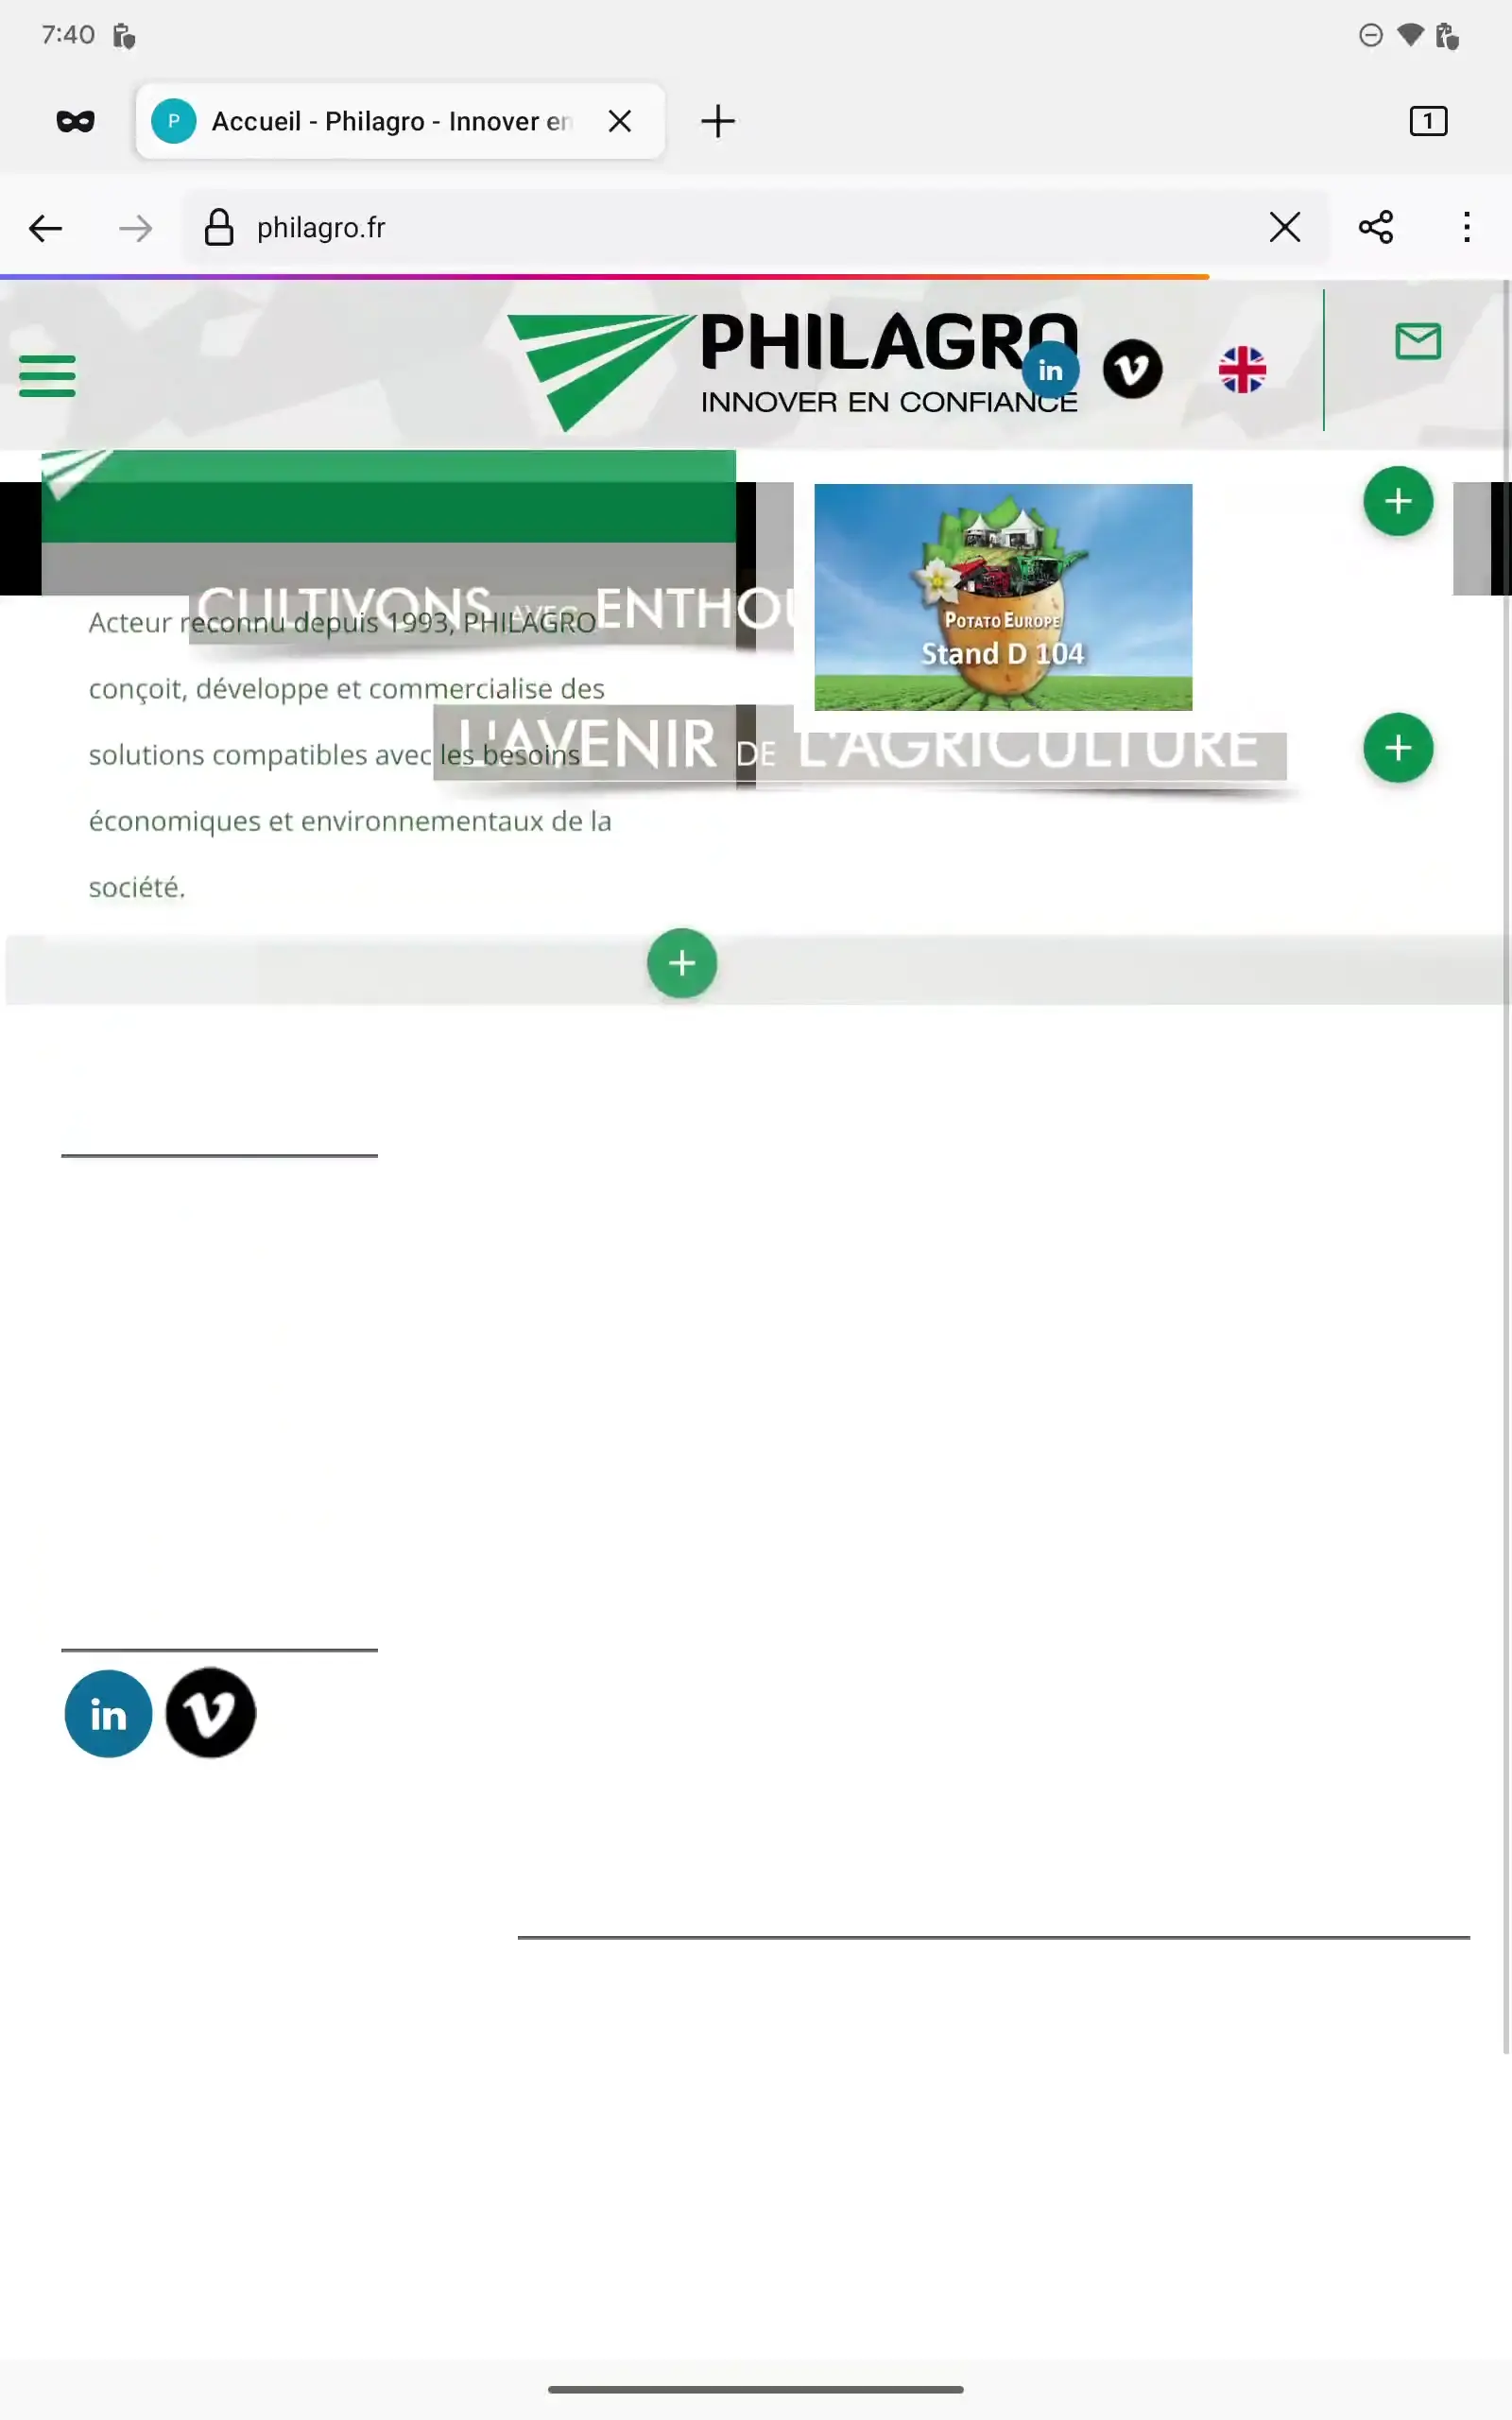 7:40
P Accueil - Philagro - Innover en
1
philagro.fr
PHILAGRO
INNOVER EN CONFIANCE
in
CULTIVONS AVEC
Acteur reconnu depuis 1993, PHILAGRO
conçoit, développe et commercialise des
solutions compatibles avec les besoins
économiques et environnementaux de la
société.
POTATO EUROPE
Stand D 104
L'AVENIR DE L'AGRICULTURE
in